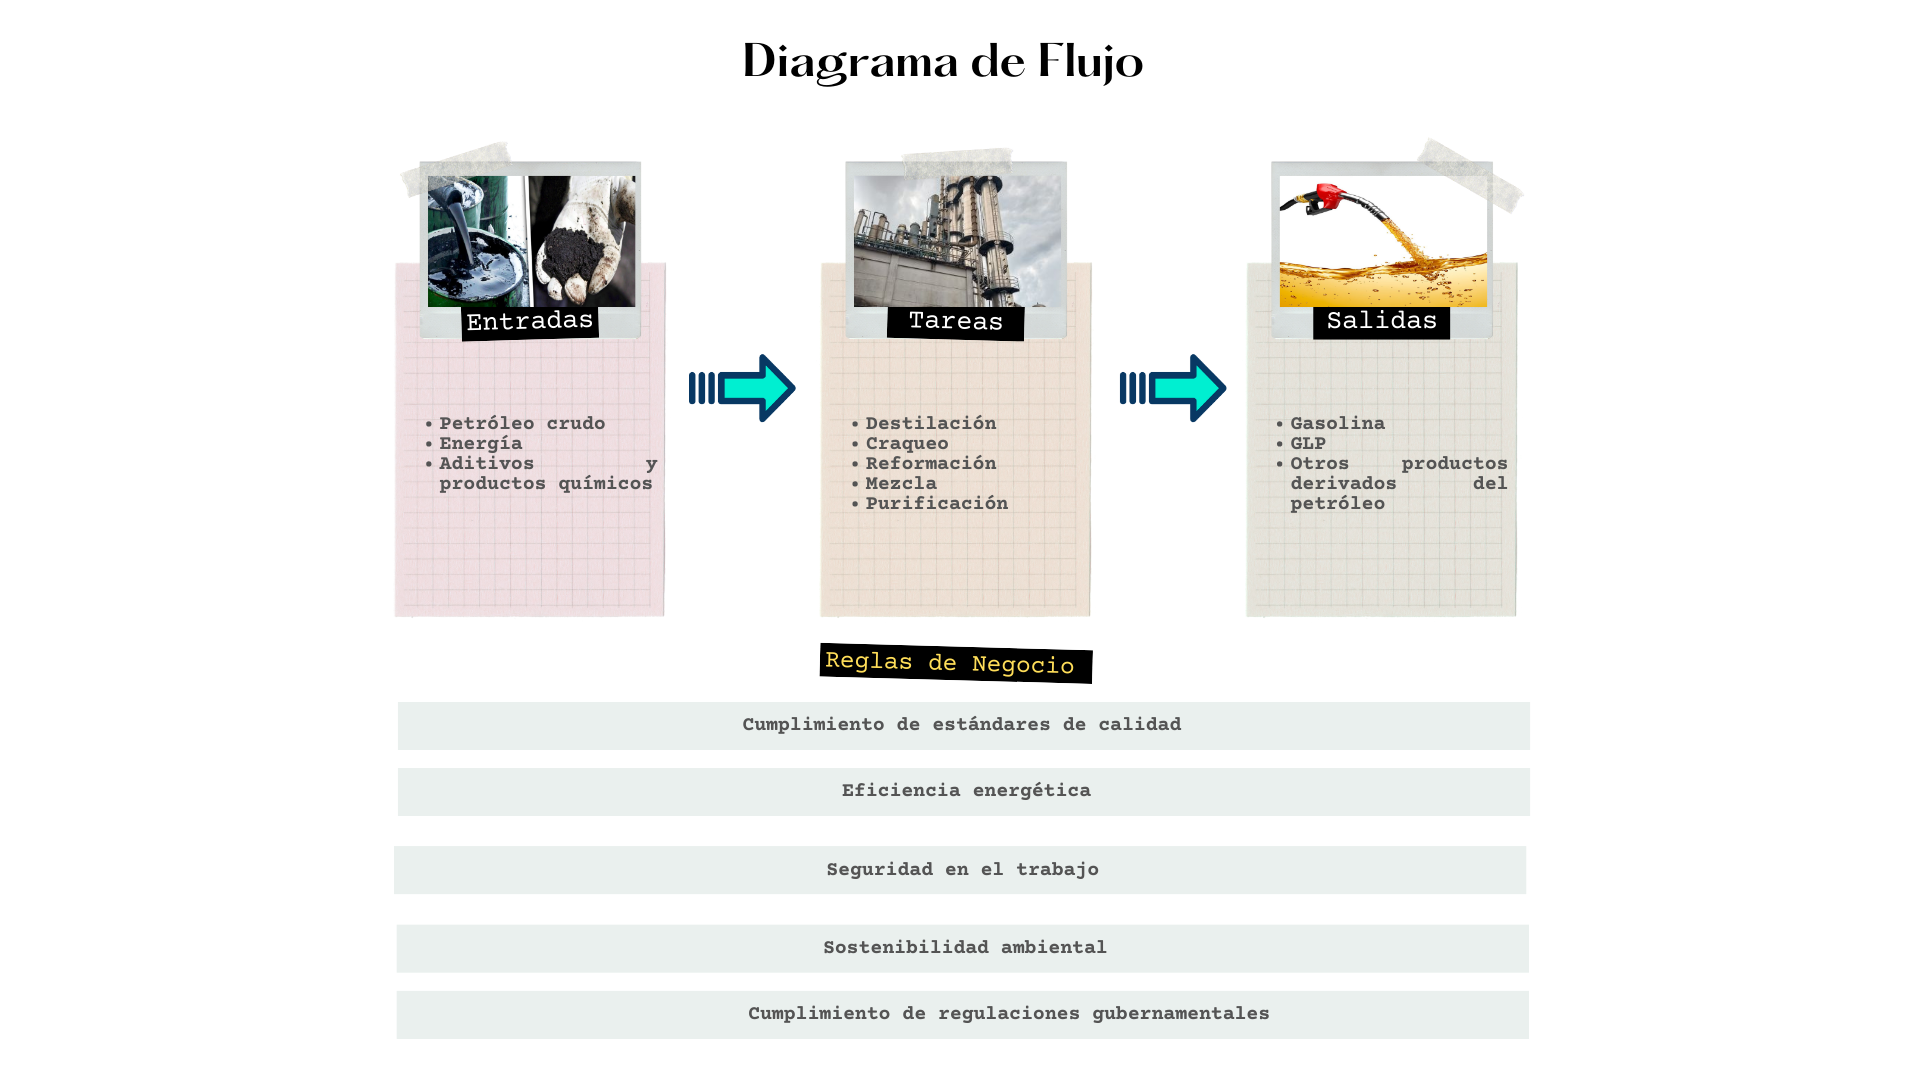 Diagrama de Flujo
Entradas
Petróleo crudo
Energía
Aditivos y
productos químicos
Tareas
Destilación
Craqueo
Reformación
Mezcla
Purificación
Salidas
Gasolina
GLP
Otros productos
derivados del
petróleo
Reglas de Negocio
Cumplimiento de estándares de calidad
Eficiencia energética
Seguridad en el trabajo
Sostenibilidad ambiental
Cumplimiento de regulaciones gubernamentales